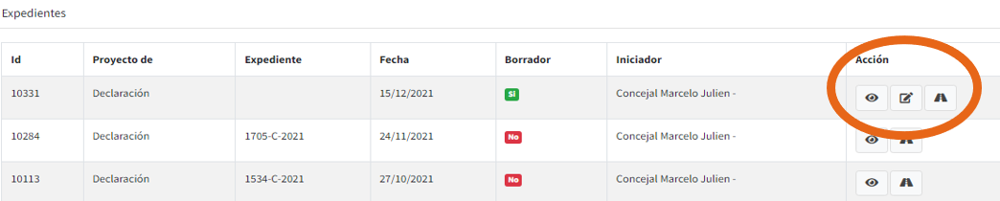 Expedientes
Id Proyecto de Expediente Fecha Borrador Iniciador Acción
10331 Declaración 15/12/2021 Si Concejal Marcelo Julien -
10284 Declaración 1705-C-2021 24/11/2021 No Concejal Marcelo Julien -
10113 Declaración 1534-C-2021 27/10/2021 No Concejal Marcelo Julien -